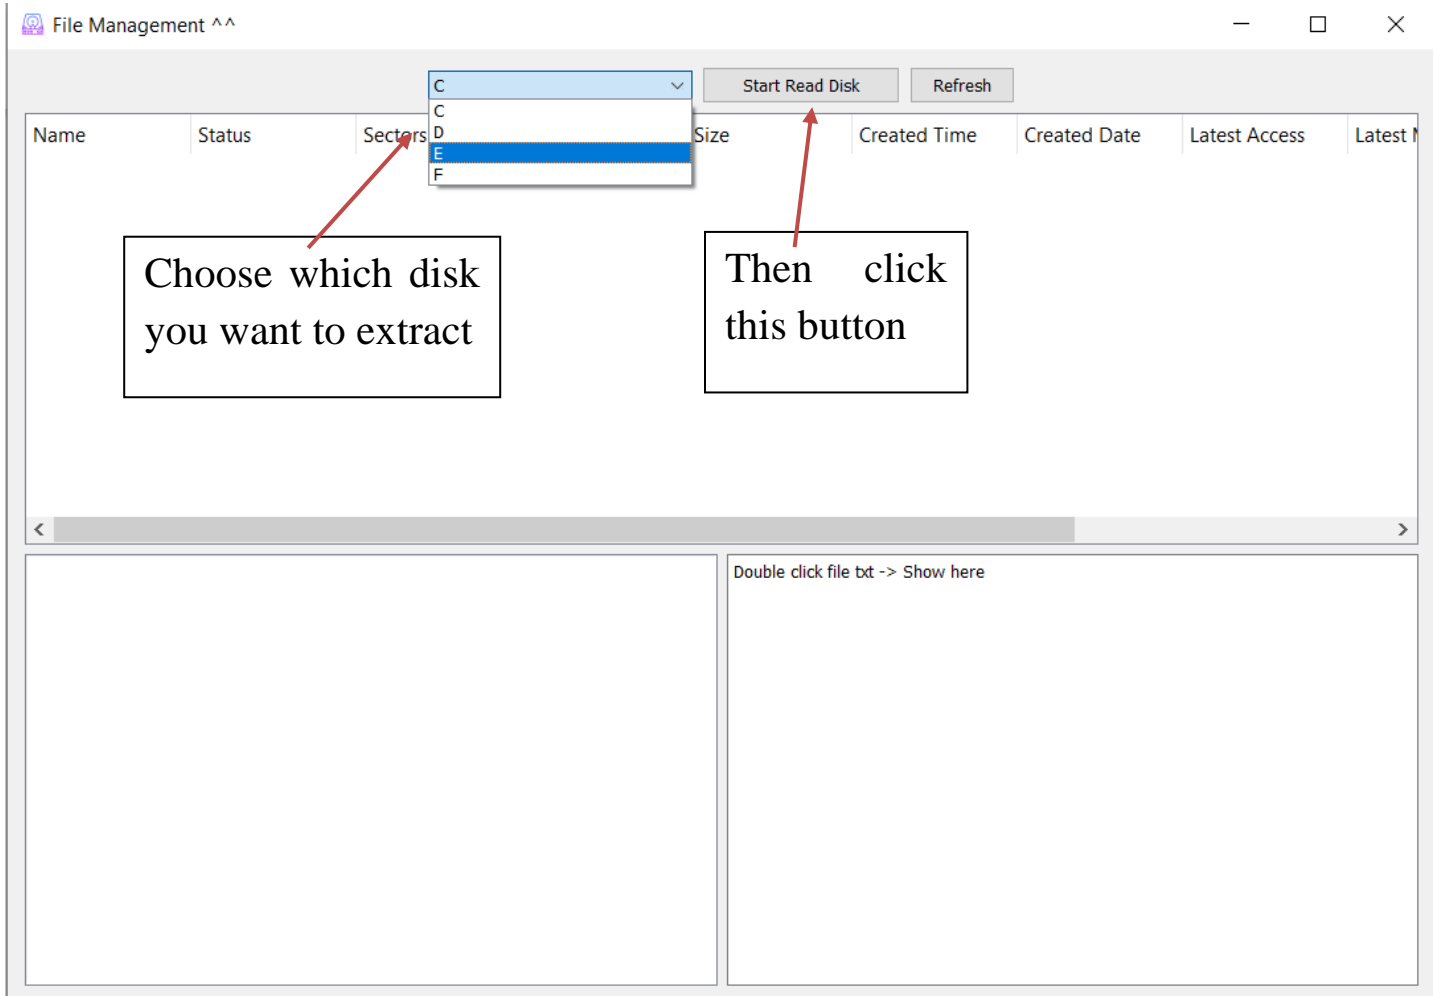 File Management ^^
C
Start Read Disk
Refresh
C
D
E
F
Name
Status
Sectors
Size
Created Time
Created Date
Latest Access
Latest
Choose which disk
you want to extract
Then click
this button
Double click file txt -> Show here